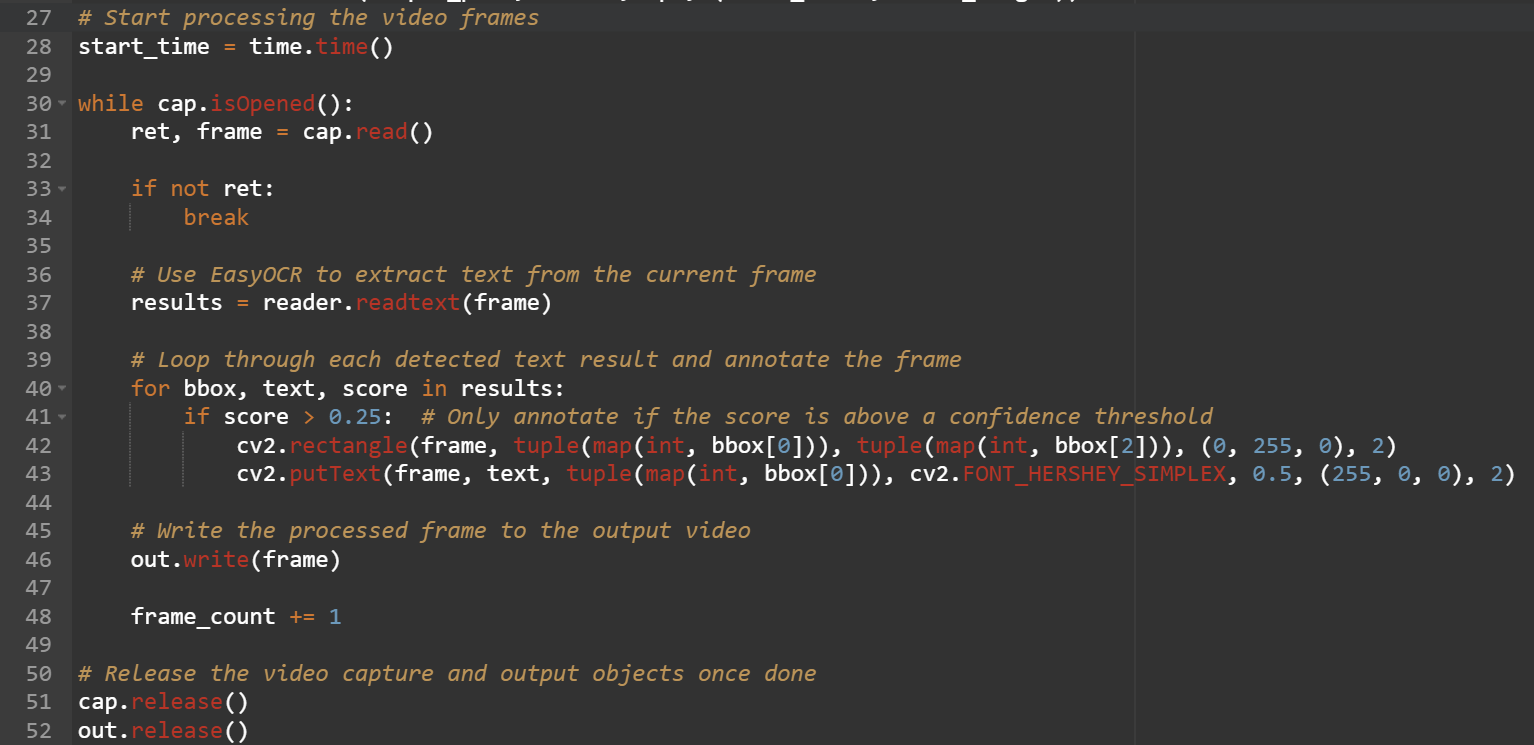 27 # Start processing the video frames
28 start_time = time.time()
29
30 while cap.isOpened():
31     ret, frame = cap.read()
32
33     if not ret:
34         break
35
36     # Use EasyOCR to extract text from the current frame
37     results = reader.readtext(frame)
38
39     # Loop through each detected text result and annotate the frame
40     for bbox, text, score in results:
41         if score > 0.25:  # Only annotate if the score is above a confidence threshold
42             cv2.rectangle(frame, tuple(map(int, bbox[0])), tuple(map(int, bbox[2])), (0, 255, 0), 2)
43             cv2.putText(frame, text, tuple(map(int, bbox[0])), cv2.FONT_HERSHEY_SIMPLEX, 0.5, (255, 0, 0), 2)
44
45     # Write the processed frame to the output video
46     out.write(frame)
47
48     frame_count += 1
49
50 # Release the video capture and output objects once done
51 cap.release()
52 out.release()